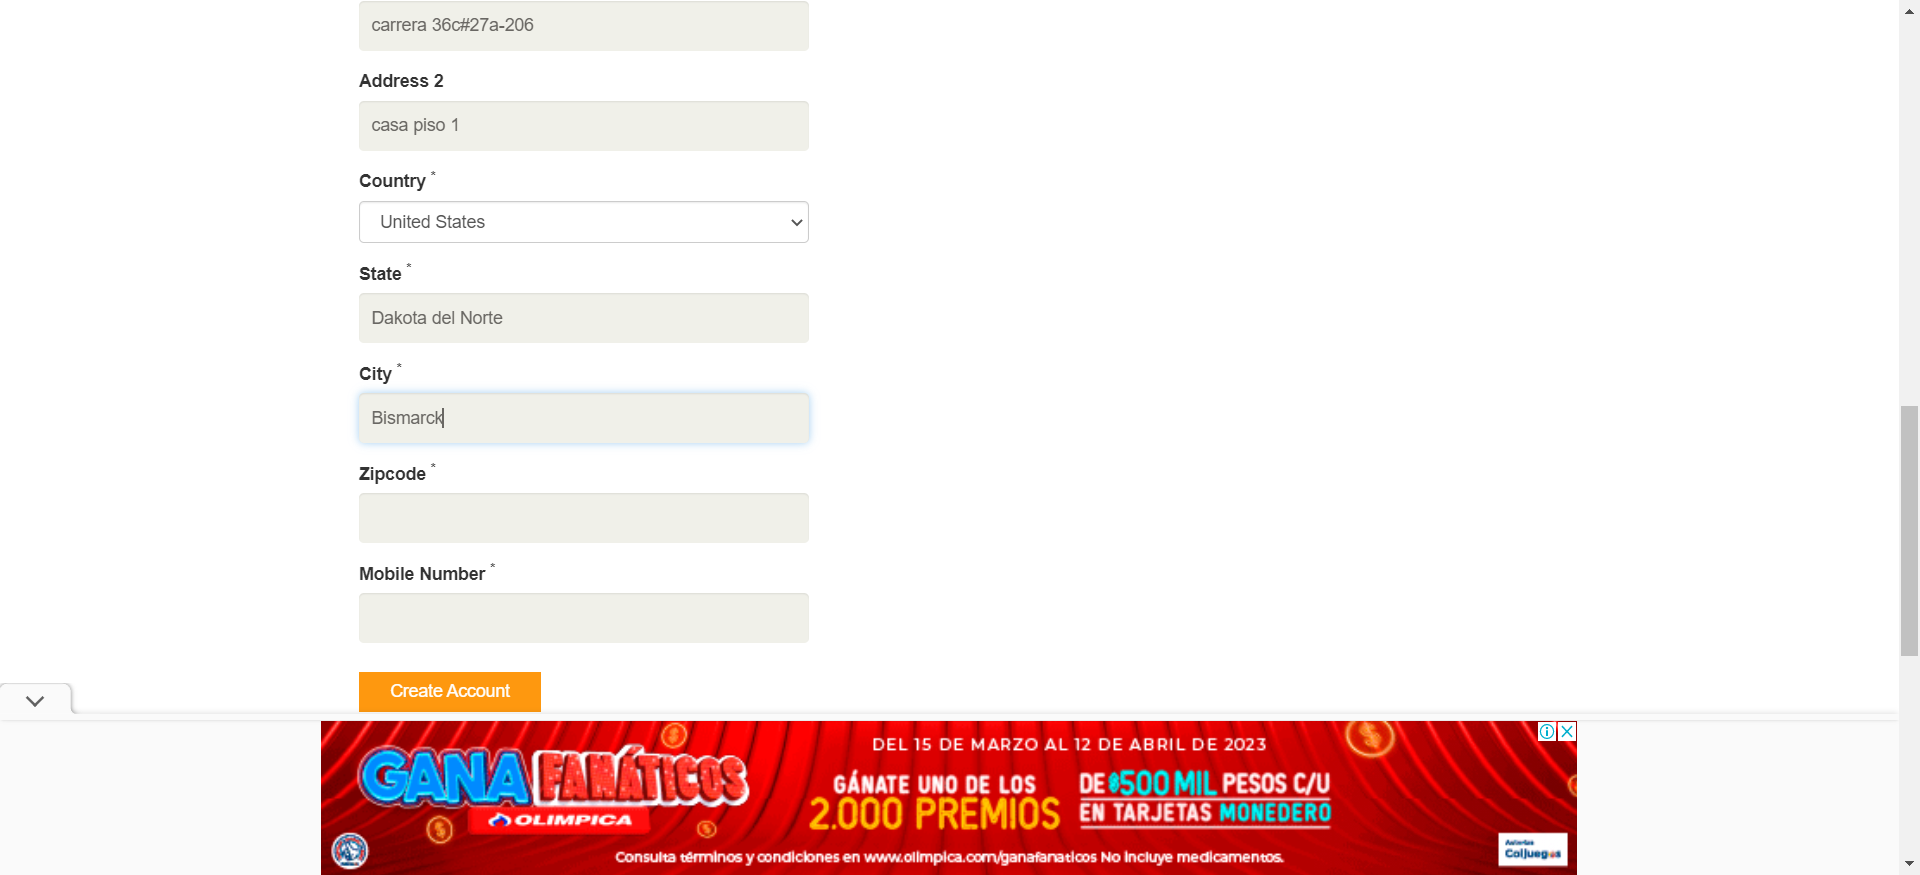 carrera 36c#27a-206
Address 2
casa piso 1
Country *
United States
State *
Dakota del Norte
City *
Bismarck
Zipcode *
Mobile Number *
Create Account
DEL 15 DE MARZO AL 12 DE ABRIL DE 2023
GANA FANÁTICOS
OLIMPICA
GÁNATE UNO DE LOS
2.000 PREMIOS
DE $500 MIL PESOS C/U
EN TARJETAS MONEDERO
Consulta términos y condiciones en www.olimpica.com/ganafanaticos No incluye medicamentos.
Autoriza
Coljuegos